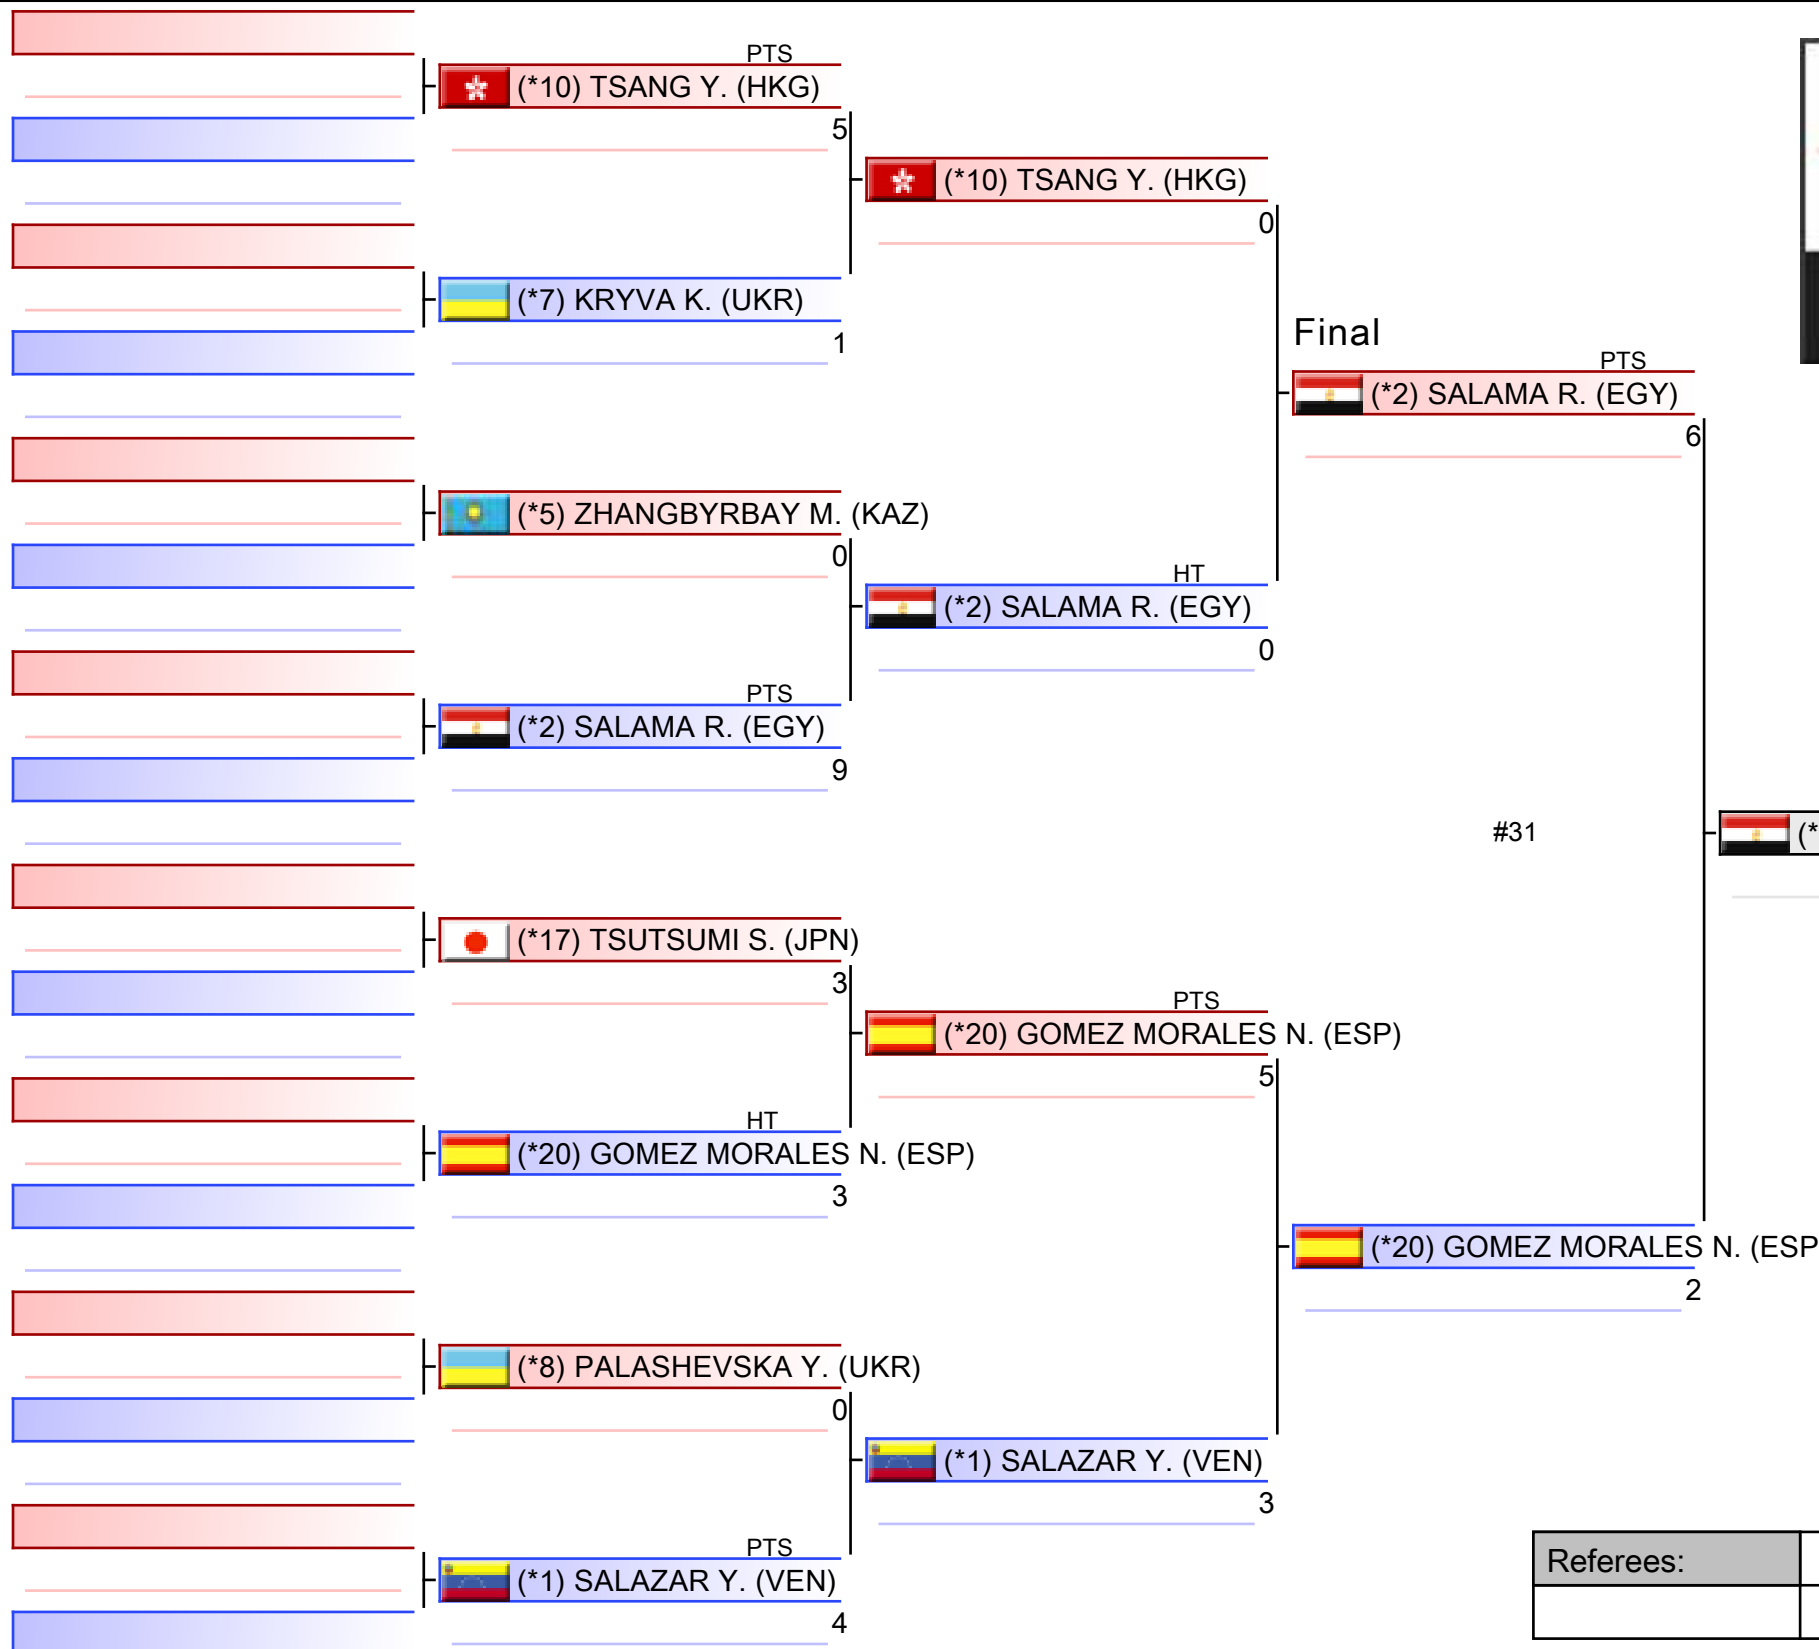 PTS
(*10) TSANG Y. (HKG)
5
(*10) TSANG Y. (HKG)
0
(*7) KRYVA K. (UKR)
1
Final
PTS
(*2) SALAMA R. (EGY)
6
(*5) ZHANGBYRBAY M. (KAZ)
0
HT
(*2) SALAMA R. (EGY)
0
PTS
(*2) SALAMA R. (EGY)
9
#31
(*
(*17) TSUTSUMI S. (JPN)
3
PTS
(*20) GOMEZ MORALES N. (ESP)
5
HT
(*20) GOMEZ MORALES N. (ESP)
3
(*20) GOMEZ MORALES N. (ESP
2
(*8) PALASHEVSKA Y. (UKR)
0
(*1) SALAZAR Y. (VEN)
3
PTS
(*1) SALAZAR Y. (VEN)
4
Referees: